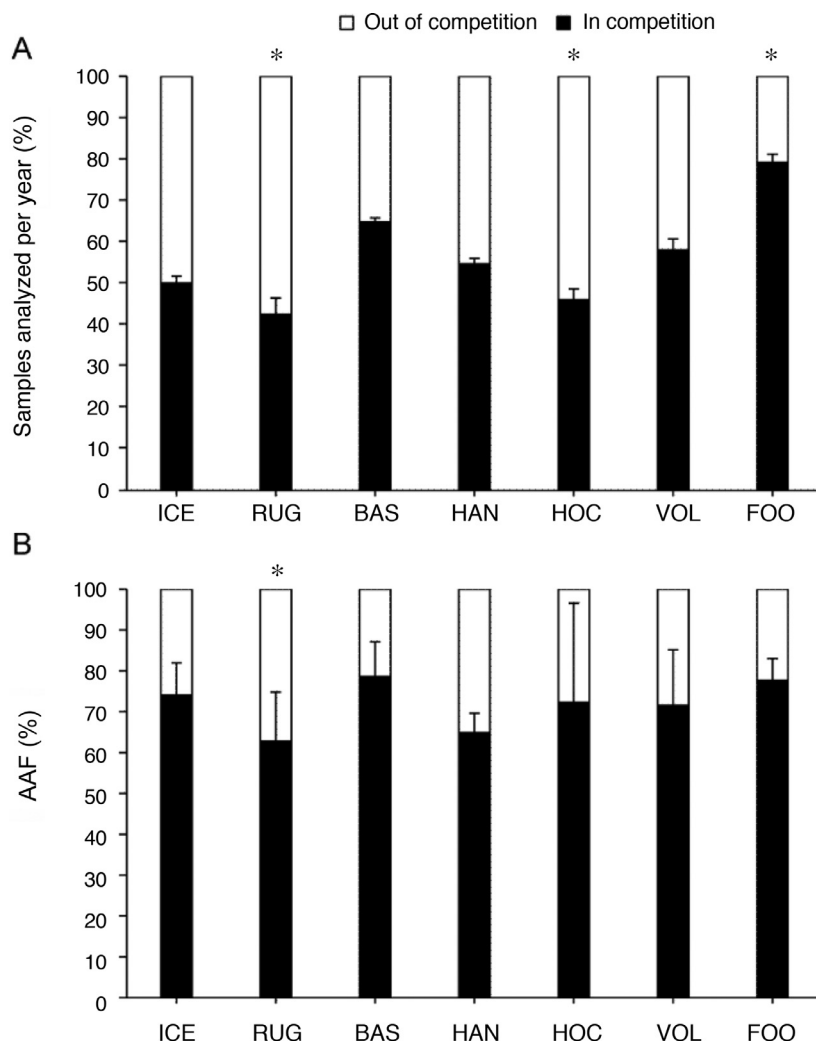 Out of competition In competition
A
* * *
Samples analyzed per year (%)
100
90
80
70
60
50
40
30
20
10
0
ICE RUG BAS HAN HOC VOL FOO
B
*
AAF (%)
100
90
80
70
60
50
40
30
20
10
0
ICE RUG BAS HAN HOC VOL FOO